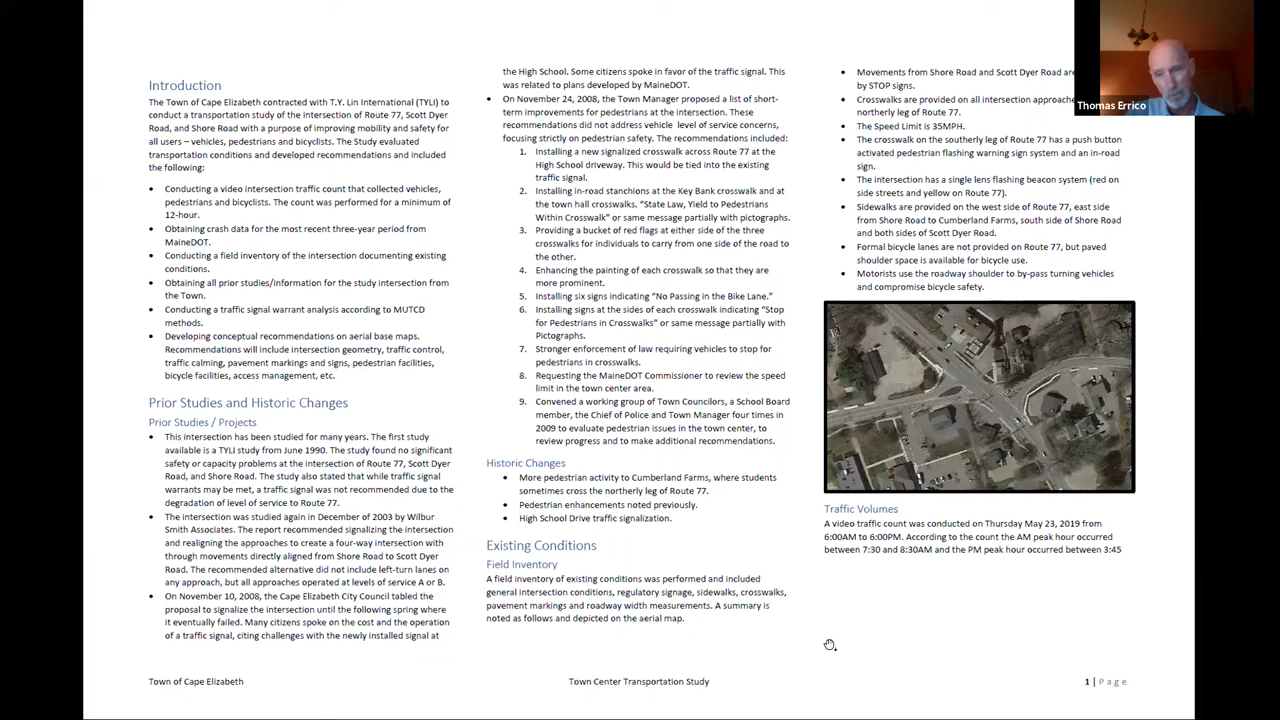 Introduction
The Town of Cape Elizabeth contracted with T.Y. Lin International (TYLI) to
conduct a transportation study of the intersection of Route 77, Scott Dyer
Road, and Shore Road with a purpose of improving mobility and safety for
all users – vehicles, pedestrians and bicyclists. The Study evaluated
transportation conditions and developed recommendations and included
the following:
• Conducting a video intersection traffic count that collected vehicles,
pedestrians and bicyclists. The count was performed for a minimum of
12-hour.
• Obtaining crash data for the most recent three-year period from
MaineDOT.
• Conducting a field inventory of the intersection documenting existing
conditions.
• Obtaining all prior studies/information for the study intersection from
the Town.
• Conducting a traffic signal warrant analysis according to MUTCD
methods.
• Developing conceptual recommendations on aerial base maps.
Recommendations will include intersection geometry, traffic control,
traffic calming, pavement markings and signs, pedestrian facilities,
bicycle facilities, access management, etc.
Prior Studies and Historic Changes
Prior Studies / Projects
• This intersection has been studied for many years. The first study
available is a TYLI study from June 1990. The study found no significant
safety or capacity problems at the intersection of Route 77, Scott Dyer
Road, and Shore Road. The study also stated that while traffic signal
warrants may be met, a traffic signal was not recommended due to the
degradation of level of service to Route 77.
• The intersection was studied again in December of 2003 by Wilbur
Smith Associates. The report recommended signalizing the intersection
and realigning the approaches to create a four-way intersection with
through movements directly aligned from Shore Road to Scott Dyer
Road. The recommended alternative did not include left-turn lanes on
any approach, but all approaches operated at levels of service A or B.
• On November 10, 2008, the Cape Elizabeth City Council tabled the
proposal to signalize the intersection until the following spring where
it eventually failed. Many citizens spoke on the cost and the operation
of a traffic signal, citing challenges with the newly installed signal at
the High School. Some citizens spoke in favor of the traffic signal. This
was related to plans developed by MaineDOT.
• On November 24, 2008, the Town Manager proposed a list of short-
term improvements for pedestrians at the intersection. These
recommendations did not address vehicle level of service concerns,
focusing strictly on pedestrian safety. The recommendations included:
1. Installing a new signalized crosswalk across Route 77 at the
High School driveway. This would be tied into the existing
traffic signal.
2. Installing in-road stanchions at the Key Bank crosswalk and at
the town hall crosswalks. “State Law, Yield to Pedestrians
Within Crosswalk” or same message partially with pictographs.
3. Providing a bucket of red flags at either side of the three
crosswalks for individuals to carry from one side of the road to
the other.
4. Enhancing the painting of each crosswalk so that they are
more prominent.
5. Installing six signs indicating “No Passing in the Bike Lane.”
6. Installing signs at the sides of each crosswalk indicating “Stop
for Pedestrians in Crosswalks” or same message partially with
Pictographs.
7. Stronger enforcement of law requiring vehicles to stop for
pedestrians in crosswalks.
8. Requesting the MaineDOT Commissioner to review the speed
limit in the town center area.
9. Convened a working group of Town Councilors, a School Board
member, the Chief of Police and Town Manager four times in
2009 to evaluate pedestrian issues in the town center, to
review progress and to make additional recommendations.
Historic Changes
• More pedestrian activity to Cumberland Farms, where students
sometimes cross the northerly leg of Route 77.
• Pedestrian enhancements noted previously.
• High School Drive traffic signalization.
Existing Conditions
Field Inventory
A field inventory of existing conditions was performed and included
general intersection conditions, regulatory signage, sidewalks, crosswalks,
pavement markings and roadway width measurements. A summary is
noted as follows and depicted on the aerial map.
• Movements from Shore Road and Scott Dyer Road are
by STOP signs.
• Crosswalks are provided on all intersection approache
northerly leg of Route 77.
• The Speed Limit is 35MPH.
• The crosswalk on the southerly leg of Route 77 has a push button
activated pedestrian flashing warning sign system and an in-road
sign.
• The intersection has a single lens flashing beacon system (red on
side streets and yellow on Route 77).
• Sidewalks are provided on the west side of Route 77, east side
from Shore Road to Cumberland Farms, south side of Shore Road
and both sides of Scott Dyer Road.
• Formal bicycle lanes are not provided on Route 77, but paved
shoulder space is available for bicycle use.
• Motorists use the roadway shoulder to by-pass turning vehicles
and compromise bicycle safety.
Traffic Volumes
A video traffic count was conducted on Thursday May 23, 2019 from
6:00AM to 6:00PM. According to the count the AM peak hour occurred
between 7:30 and 8:30AM and the PM peak hour occurred between 3:45
Town of Cape Elizabeth
Town Center Transportation Study
1 | Page
Thomas Errico